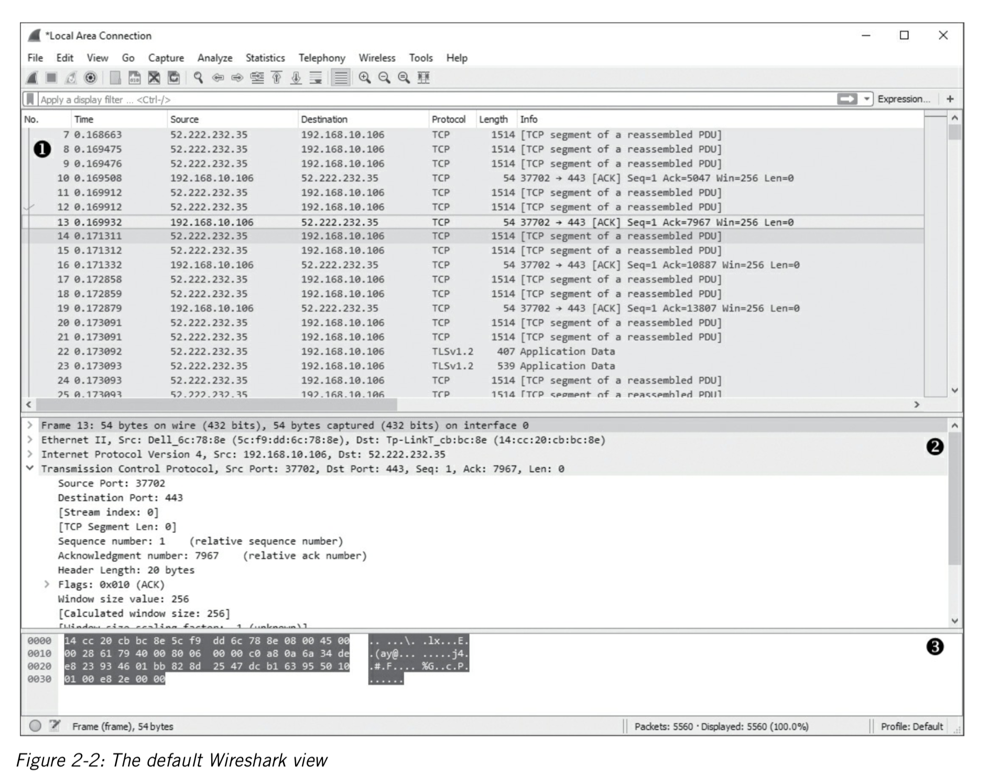 *Local Area Connection
File Edit View Go Capture Analyze Statistics Telephony Wireless Tools Help
Apply a display filter ... <Ctrl-/> Expression... +
No. Time Source Destination Protocol Length Info
7 0.168663 52.222.232.35 192.168.10.106 TCP 1514 [TCP segment of a reassembled PDU]
❶ 8 0.169475 52.222.232.35 192.168.10.106 TCP 1514 [TCP segment of a reassembled PDU]
9 0.169476 52.222.232.35 192.168.10.106 TCP 1514 [TCP segment of a reassembled PDU]
10 0.169508 192.168.10.106 52.222.232.35 TCP 54 37702 → 443 [ACK] Seq=1 Ack=5047 Win=256 Len=0
11 0.169912 52.222.232.35 192.168.10.106 TCP 1514 [TCP segment of a reassembled PDU]
12 0.169912 52.222.232.35 192.168.10.106 TCP 1514 [TCP segment of a reassembled PDU]
13 0.169932 192.168.10.106 52.222.232.35 TCP 54 37702 → 443 [ACK] Seq=1 Ack=7967 Win=256 Len=0
14 0.171311 52.222.232.35 192.168.10.106 TCP 1514 [TCP segment of a reassembled PDU]
15 0.171312 52.222.232.35 192.168.10.106 TCP 1514 [TCP segment of a reassembled PDU]
16 0.171332 192.168.10.106 52.222.232.35 TCP 54 37702 → 443 [ACK] Seq=1 Ack=10887 Win=256 Len=0
17 0.172858 52.222.232.35 192.168.10.106 TCP 1514 [TCP segment of a reassembled PDU]
18 0.172859 52.222.232.35 192.168.10.106 TCP 1514 [TCP segment of a reassembled PDU]
19 0.172879 192.168.10.106 52.222.232.35 TCP 54 37702 → 443 [ACK] Seq=1 Ack=13807 Win=256 Len=0
20 0.173091 52.222.232.35 192.168.10.106 TCP 1514 [TCP segment of a reassembled PDU]
21 0.173091 52.222.232.35 192.168.10.106 TCP 1514 [TCP segment of a reassembled PDU]
22 0.173092 52.222.232.35 192.168.10.106 TLSv1.2 407 Application Data
23 0.173093 52.222.232.35 192.168.10.106 TLSv1.2 539 Application Data
24 0.173093 52.222.232.35 192.168.10.106 TCP 1514 [TCP segment of a reassembled PDU]
25 0.173093 52.222.232.35 192.168.10.106 TCP 1514 [TCP segment of a reassembled PDU]
Frame 13: 54 bytes on wire (432 bits), 54 bytes captured (432 bits) on interface 0
Ethernet II, Src: Dell_6c:78:8e (5c:f9:dd:6c:78:8e), Dst: Tp-LinkT_cb:bc:8e (14:cc:20:cb:bc:8e) ❷
Internet Protocol Version 4, Src: 192.168.10.106, Dst: 52.222.232.35
Transmission Control Protocol, Src Port: 37702, Dst Port: 443, Seq: 1, Ack: 7967, Len: 0
Source Port: 37702
Destination Port: 443
[Stream index: 0]
[TCP Segment Len: 0]
Sequence number: 1 (relative sequence number)
Acknowledgment number: 7967 (relative ack number)
Header Length: 20 bytes
Flags: 0x010 (ACK)
Window size value: 256
[Calculated window size: 256]
[Window size scaling factor: -1 (unknown)]
0000 14 cc 20 cb bc 8e 5c f9 dd 6c 78 8e 08 00 45 00 .. ...\. .lx...E. ❸
0010 00 28 61 79 40 00 80 06 00 00 c0 a8 0a 6a 34 de .(ay@... .....j4.
0020 e8 23 93 46 01 bb 82 8d 25 47 dc b1 63 95 50 10 .#.F.... %G..c.P.
0030 01 00 e8 2e 00 00 ......
Frame (frame), 54 bytes Packets: 5560 · Displayed: 5560 (100.0%) Profile: Default
Figure 2-2: The default Wireshark view